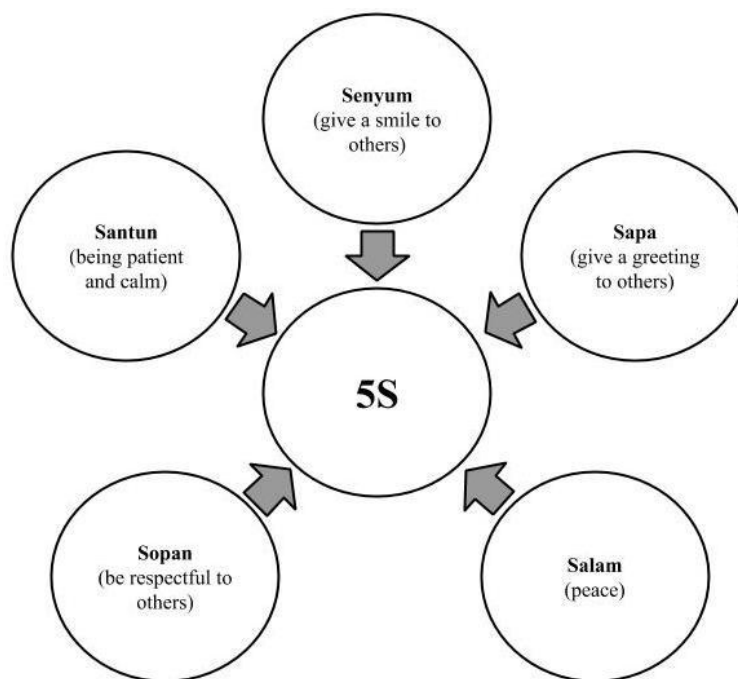 Senyum
(give a smile to
others)
Santun
(being patient
and calm)
Sapa
(give a greeting
to others)
5S
Sopan
(be respectful to
others)
Salam
(peace)